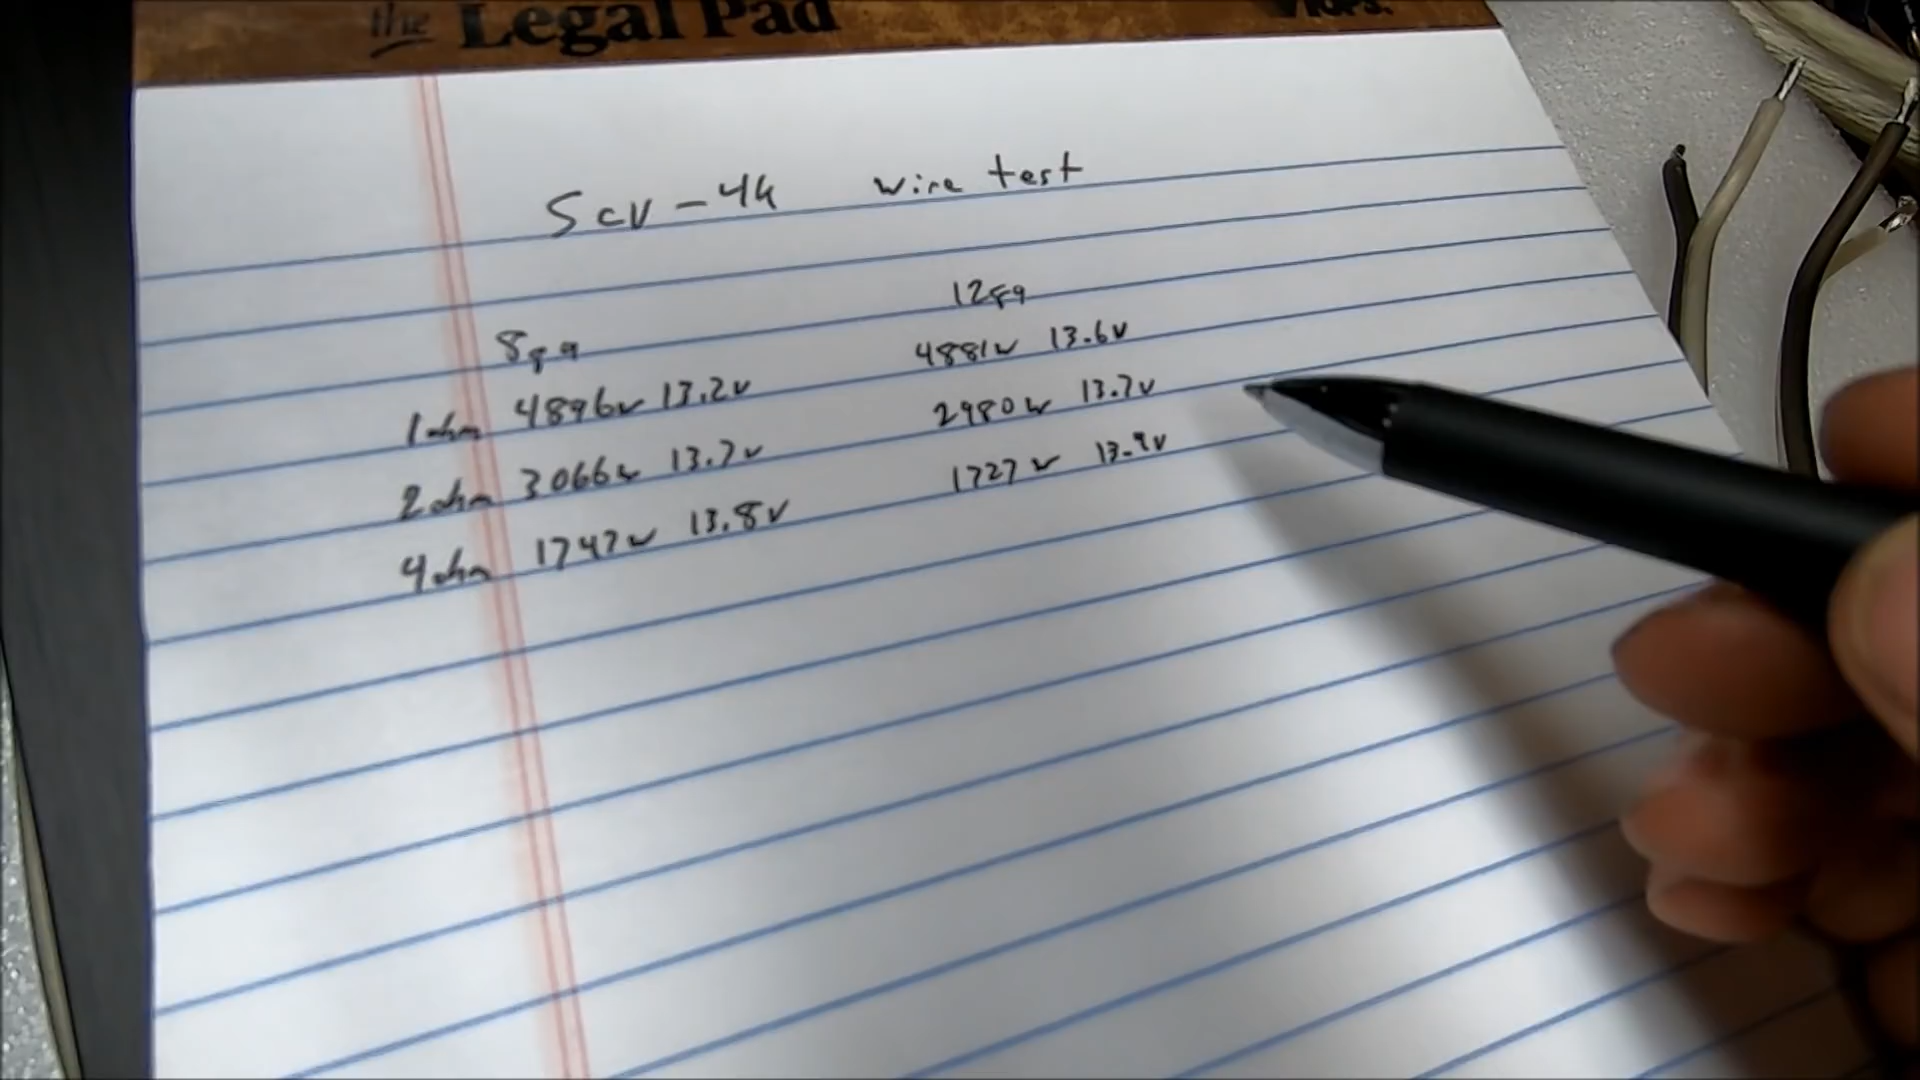 the Legal Pad
SCV-4k wire test
8ga 12ga
1ohm 4896w 13.2v 4881w 13.6v
2ohm 3066w 13.7v 2980w 13.7v
4ohm 1747w 13.8v 1727w 13.9v